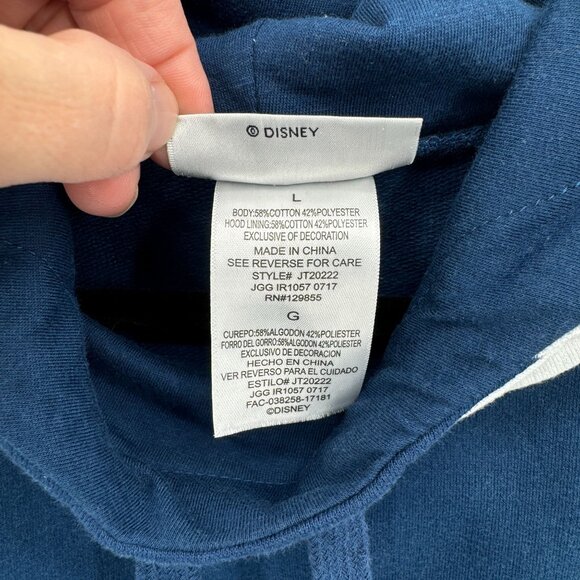 © DISNEY
L
BODY:58%COTTON 42%POLYESTER
HOOD LINING:58%COTTON 42%POLYESTER
EXCLUSIVE OF DECORATION
MADE IN CHINA
SEE REVERSE FOR CARE
STYLE# JT20222
JGG IR1057 0717
RN#129855
G
CUREPO:58%ALGODON 42%POLIESTER
FORRO DEL GORRO:58%ALGODON 42%POLIESTER
EXCLUSIVO DE DECORACION
HECHO EN CHINA
VER REVERSO PARA EL CUIDADO
ESTILO# JT20222
JGG IR1057 0717
FAC-038258-17181
©DISNEY